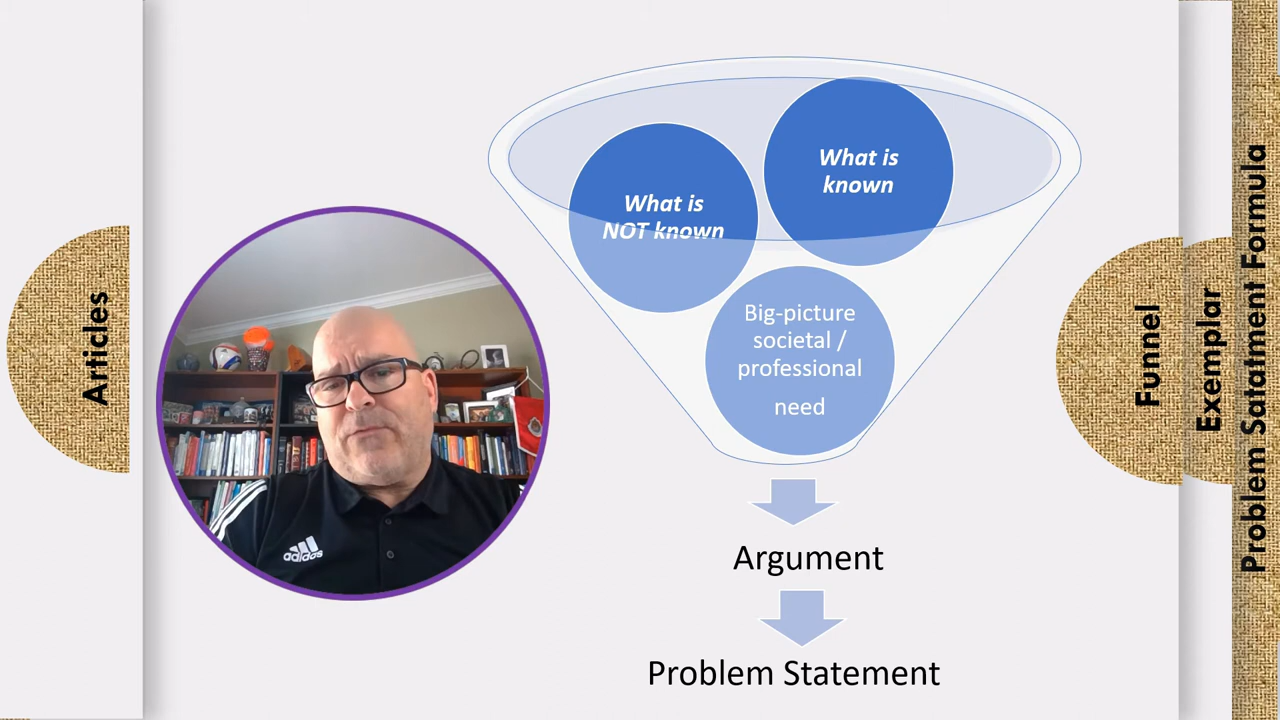 Articles
What is
known
What is
NOT known
Big-picture
societal /
professional
need
Argument
Problem Statement
adidas
Funnel
Exemplar
Problem Satatment Formula